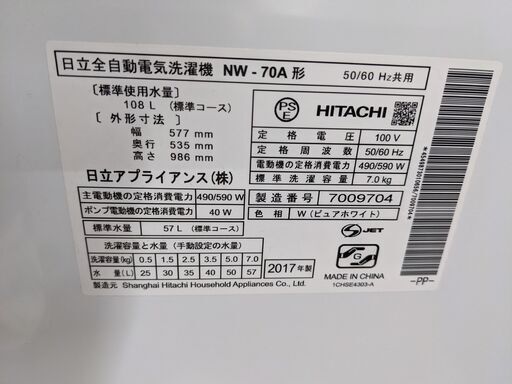 日立全自動電気洗濯機 NW-70A 形 50/60 Hz共用
〔標準使用水量〕
108 L (標準コース)
〔外形寸法〕
幅 577 mm
奥行 535 mm
高さ 986 mm
日立アプライアンス(株)
PS E HITACHI
定格電圧 100 V
定格周波数 50/60 Hz
電動機の定格消費電力 490/590 W
標準洗濯容量 7.0kg
主電動機の定格消費電力 490/590 W
ポンプ電動機の定格消費電力 40 W
製造番号 7009704
色相 W(ピュアホワイト)
標準水量 57 L (標準コース)
洗濯容量と水量 (手動設定の水量)
洗濯容量(kg) 0.5 1.5 2.5 3.5 5.0 7.0
水量(L) 25 30 35 40 50 57
2017年製
JET
G
MADE IN CHINA
1CHSE4303-A
製造元 Shanghai Hitachi Household Appliances Co., Ltd.
-PP-